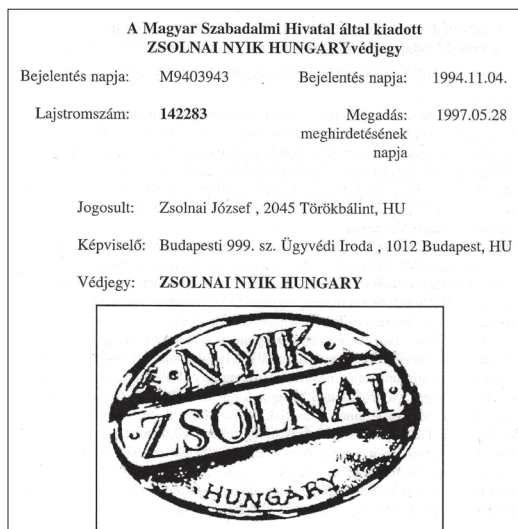 A Magyar Szabadalmi Hivatal által kiadott
ZSOLNAI NYIK HUNGARYvédjegy
Bejelentés napja: M9403943 Bejelentés napja: 1994.11.04.
Lajstromszám: 142283 Megadás: 1997.05.28
meghirdetésének
napja
Jogosult: Zsolnai József , 2045 Törökbálint, HU
Képviselő: Budapesti 999. sz. Ügyvédi Iroda , 1012 Budapest, HU
Védjegy: ZSOLNAI NYIK HUNGARY
NYIK
ZSOLNAI
HUNGARY